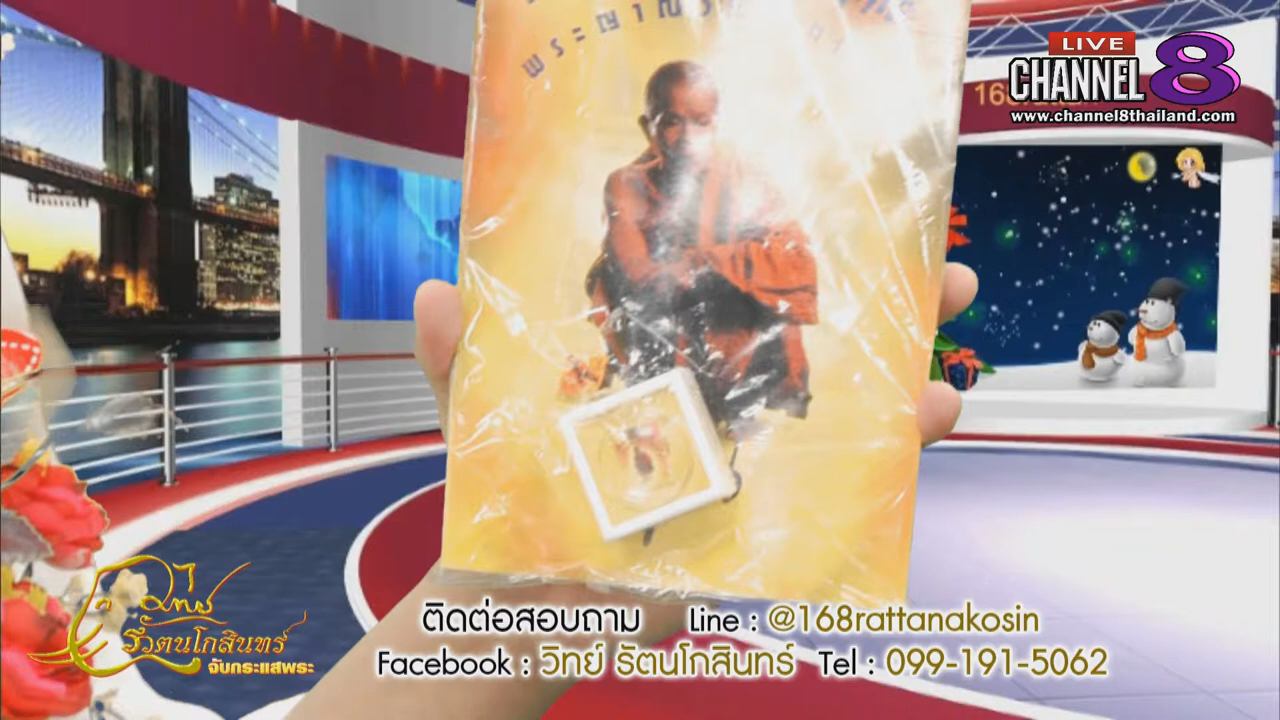 LIVE
CHANNEL 8
www.channel8thailand.com
วิทย์
รัตนโกสินทร์
จับกระแสพระ
ติดต่อสอบถาม Line : @168rattanakosin
Facebook : วิทย์ รัตนโกสินทร์ Tel : 099-191-5062